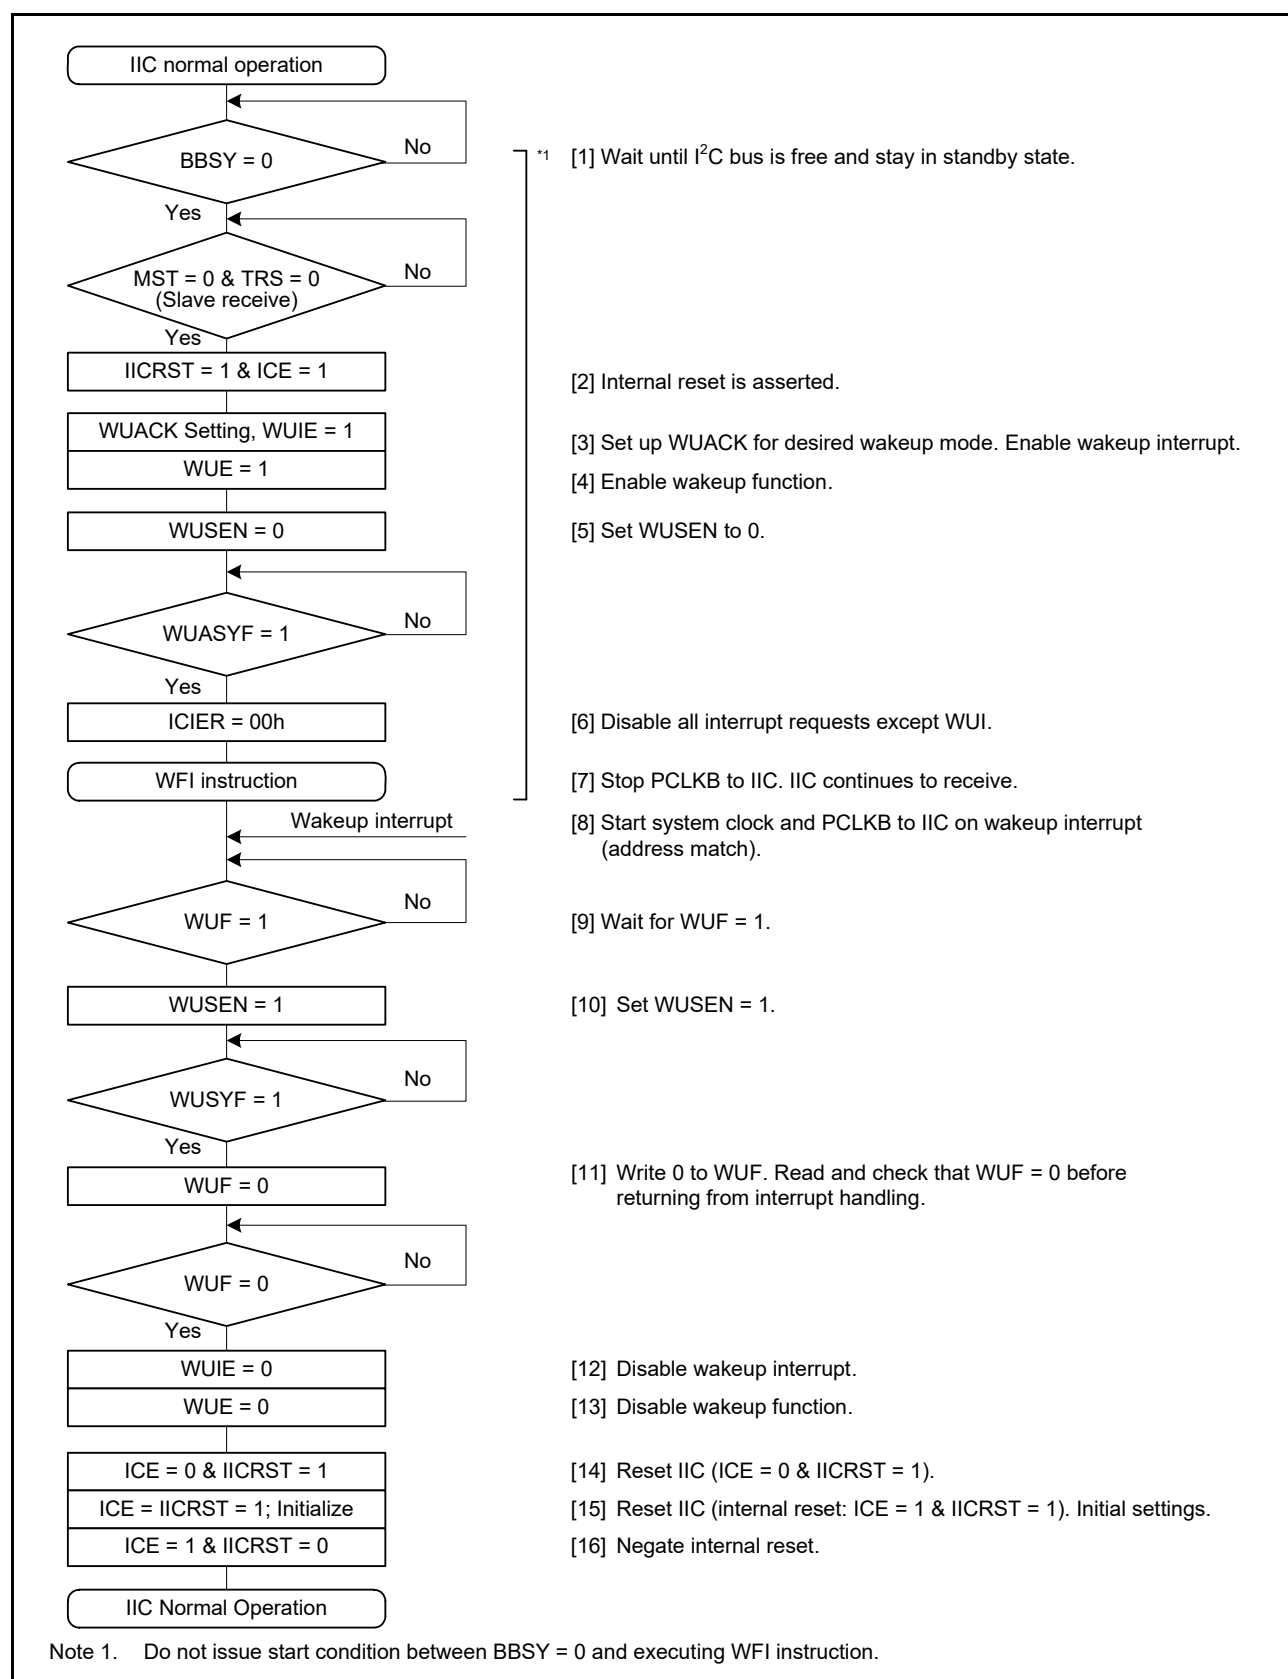 IIC normal operation
No
BBSY = 0
*1 [1] Wait until I²C bus is free and stay in standby state.
Yes
No
MST = 0 & TRS = 0
(Slave receive)
Yes
IICRST = 1 & ICE = 1
[2] Internal reset is asserted.
WUACK Setting, WUIE = 1
[3] Set up WUACK for desired wakeup mode. Enable wakeup interrupt.
WUE = 1
[4] Enable wakeup function.
WUSEN = 0
[5] Set WUSEN to 0.
No
WUASYF = 1
Yes
ICIER = 00h
[6] Disable all interrupt requests except WUI.
WFI instruction
[7] Stop PCLKB to IIC. IIC continues to receive.
Wakeup interrupt
[8] Start system clock and PCLKB to IIC on wakeup interrupt
(address match).
No
WUF = 1
[9] Wait for WUF = 1.
WUSEN = 1
[10] Set WUSEN = 1.
No
WUSYF = 1
Yes
WUF = 0
[11] Write 0 to WUF. Read and check that WUF = 0 before
returning from interrupt handling.
No
WUF = 0
Yes
WUIE = 0
[12] Disable wakeup interrupt.
WUE = 0
[13] Disable wakeup function.
ICE = 0 & IICRST = 1
[14] Reset IIC (ICE = 0 & IICRST = 1).
ICE = IICRST = 1; Initialize
[15] Reset IIC (internal reset: ICE = 1 & IICRST = 1). Initial settings.
ICE = 1 & IICRST = 0
[16] Negate internal reset.
IIC Normal Operation
Note 1. Do not issue start condition between BBSY = 0 and executing WFI instruction.